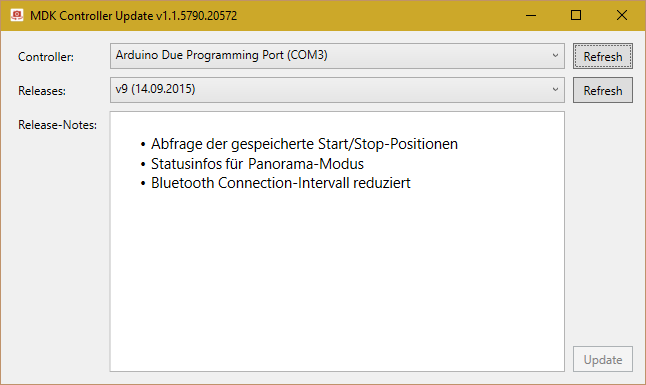 MDK Controller Update v1.1.5790.20572
Controller: Arduino Due Programming Port (COM3) Refresh
Releases: v9 (14.09.2015) Refresh
Release-Notes:
• Abfrage der gespeicherte Start/Stop-Positionen
• Statusinfos für Panorama-Modus
• Bluetooth Connection-Intervall reduziert
Update